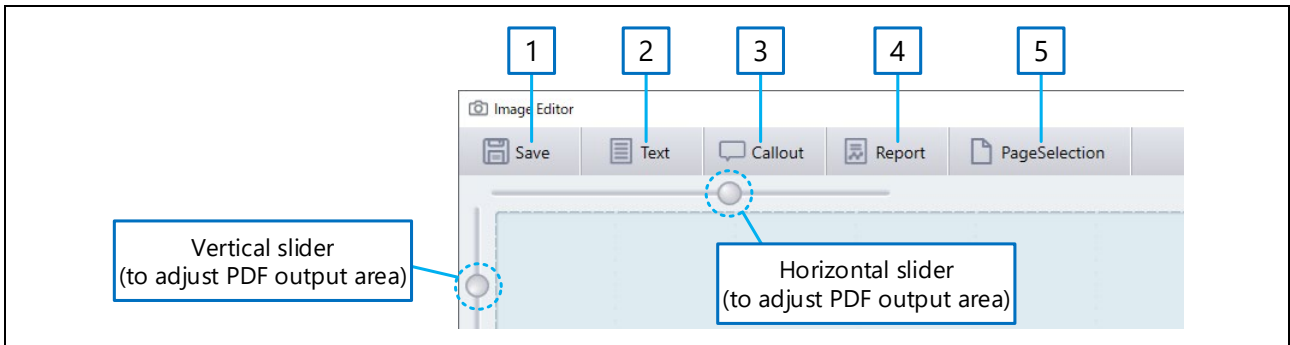 1 2 3 4 5
Image Editor
Save Text Callout Report PageSelection
Vertical slider
(to adjust PDF output area)
Horizontal slider
(to adjust PDF output area)